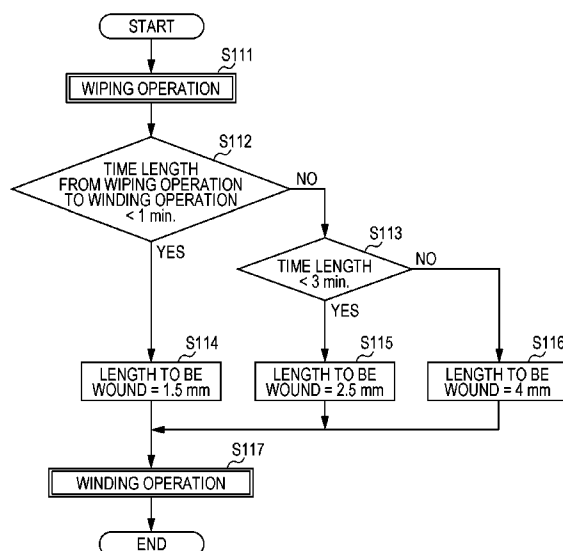 START
S111
WIPING OPERATION
S112
TIME LENGTH
FROM WIPING OPERATION
TO WINDING OPERATION
< 1 min.
NO
YES
S113
TIME LENGTH
< 3 min.
NO
YES
S114
LENGTH TO BE
WOUND = 1.5 mm
S115
LENGTH TO BE
WOUND = 2.5 mm
S116
LENGTH TO BE
WOUND = 4 mm
S117
WINDING OPERATION
END